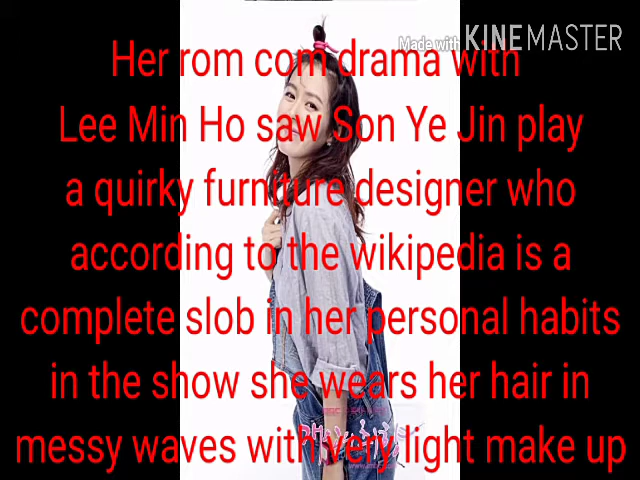 Made with KINEMASTER
Her rom com drama with
Lee Min Ho saw Son Ye Jin play
a quirky furniture designer who
according to the wikipedia is a
complete slob in her personal habits
in the show she wears her hair in
messy waves with very light make up